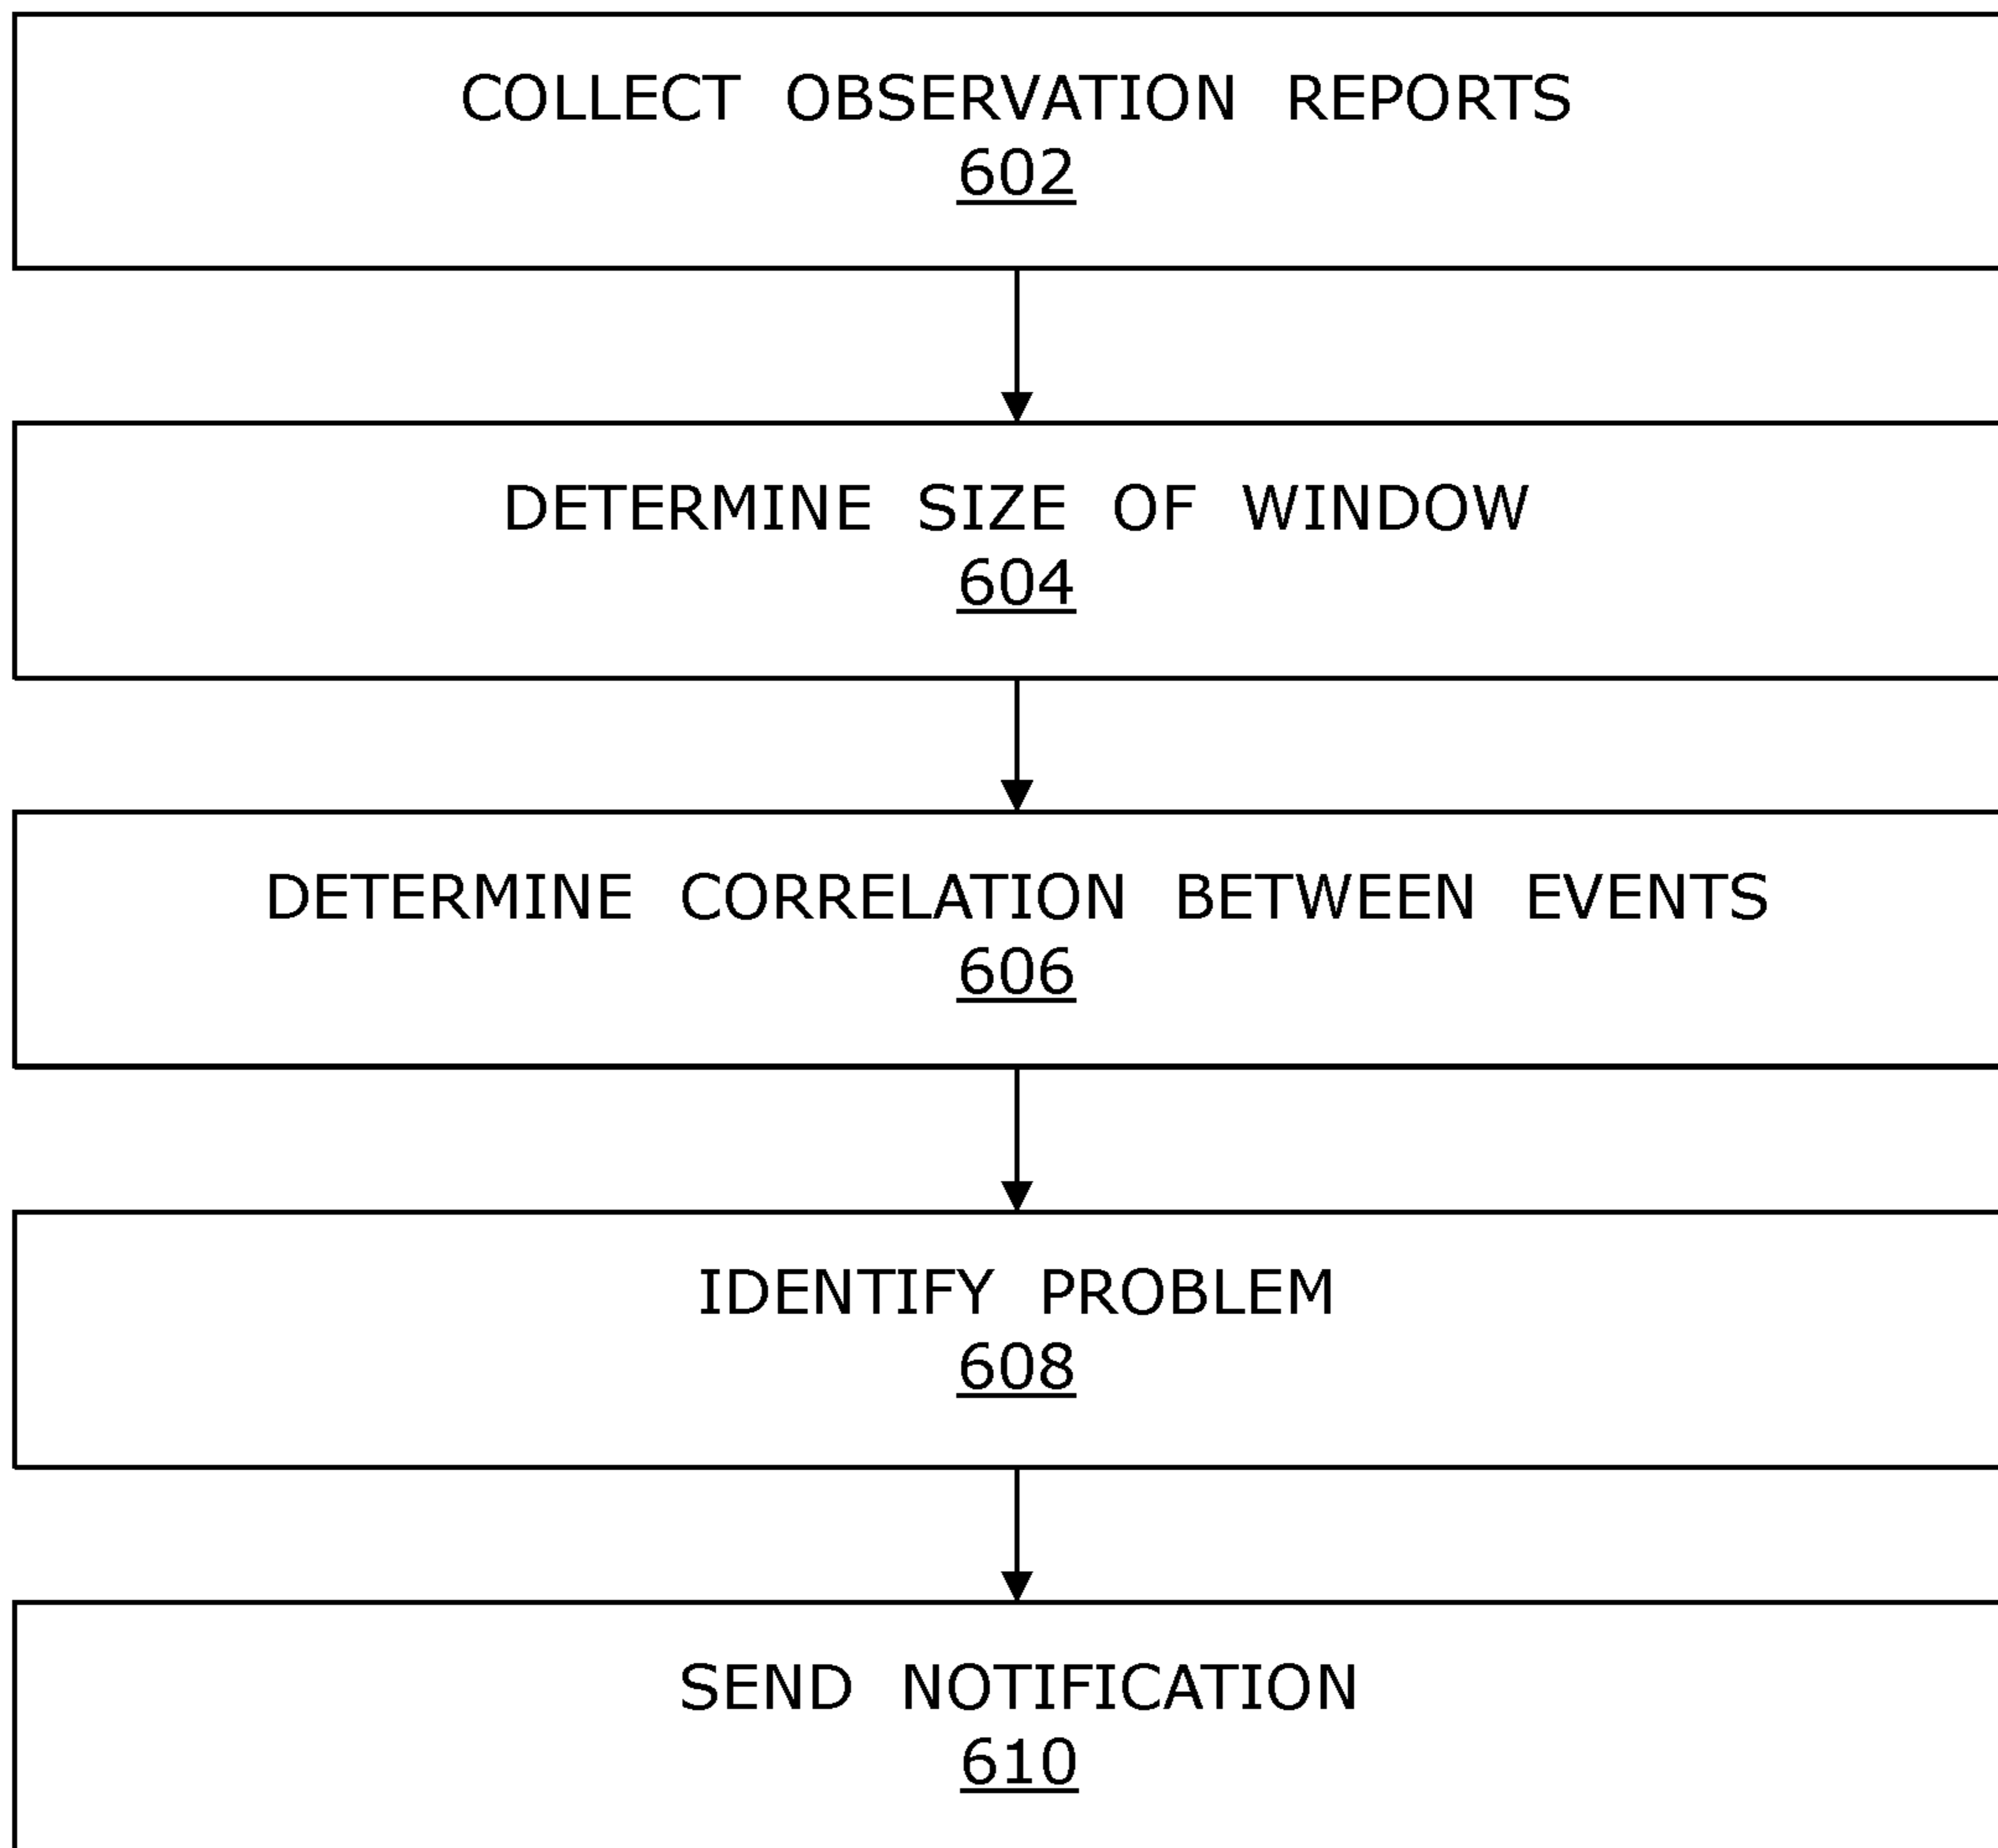 COLLECT OBSERVATION REPORTS
602
DETERMINE SIZE OF WINDOW
604
DETERMINE CORRELATION BETWEEN EVENTS
606
IDENTIFY PROBLEM
608
SEND NOTIFICATION
610